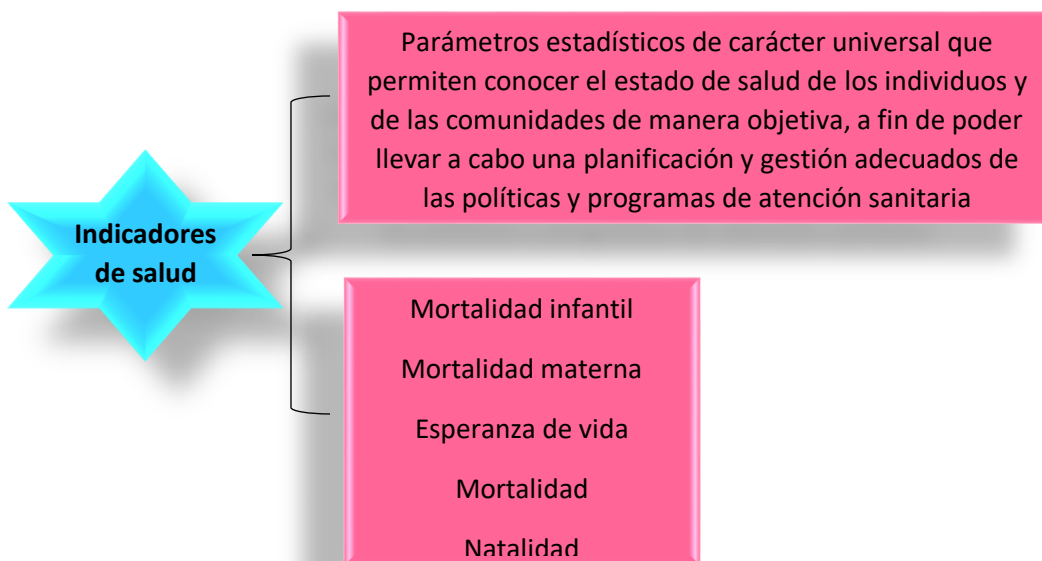 Indicadores
de salud
Parámetros estadísticos de carácter universal que
permiten conocer el estado de salud de los individuos y
de las comunidades de manera objetiva, a fin de poder
llevar a cabo una planificación y gestión adecuados de
las políticas y programas de atención sanitaria
Mortalidad infantil
Mortalidad materna
Esperanza de vida
Mortalidad
Natalidad